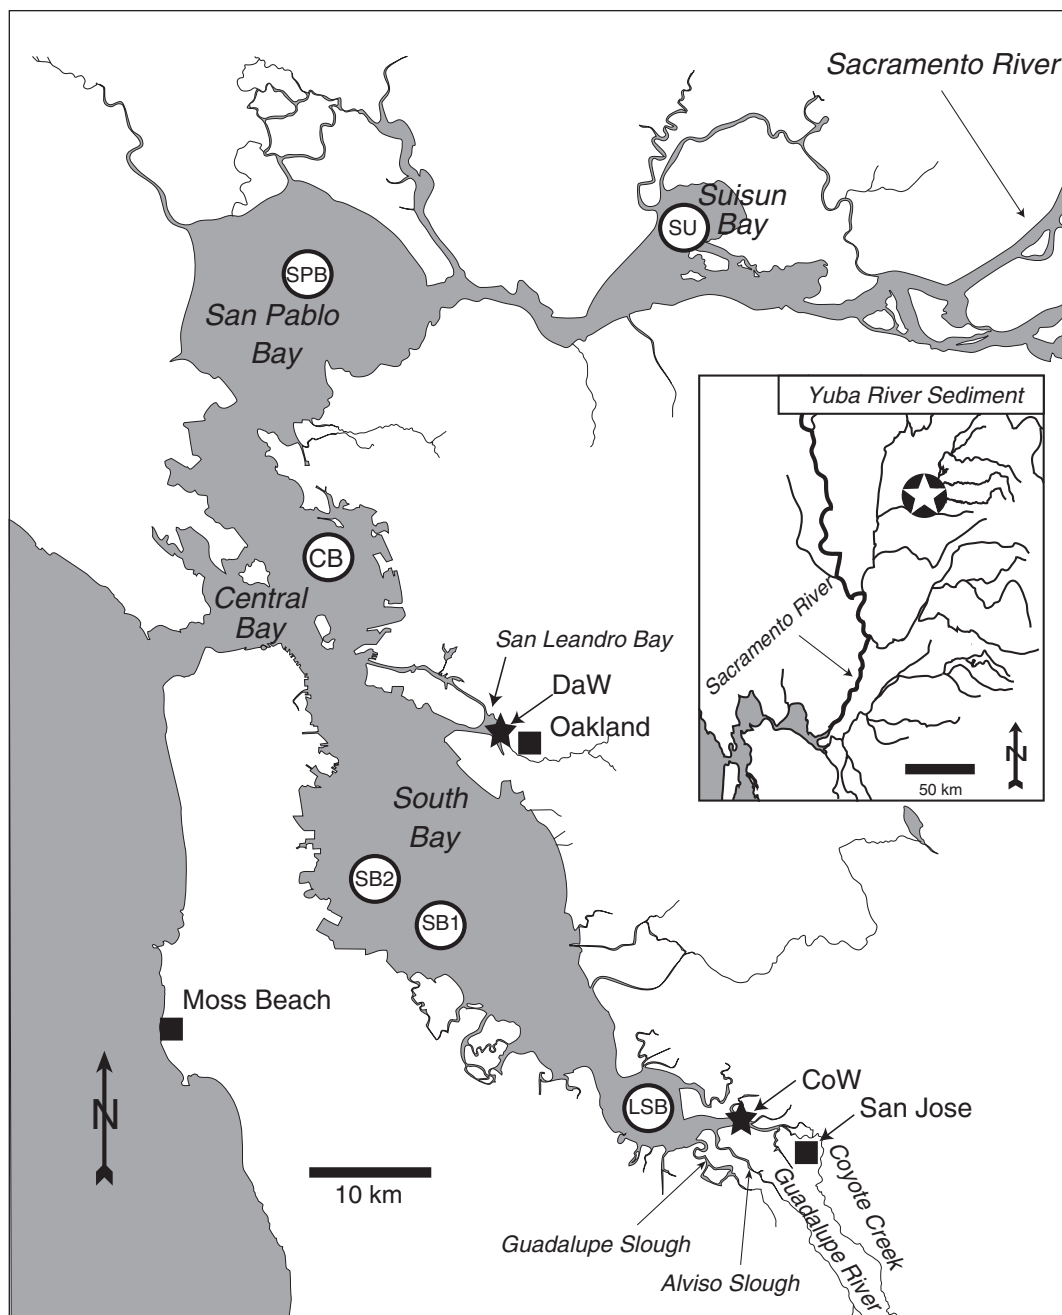 Sacramento River
Suisun
Bay
SU
SPB
San Pablo
Bay
Yuba River Sediment
Sacramento River
50 km
N
CB
Central
Bay
San Leandro Bay
DaW
Oakland
South
Bay
SB2
SB1
Moss Beach
N
10 km
LSB
CoW
San Jose
Coyote Creek
Guadalupe River
Guadalupe Slough
Alviso Slough